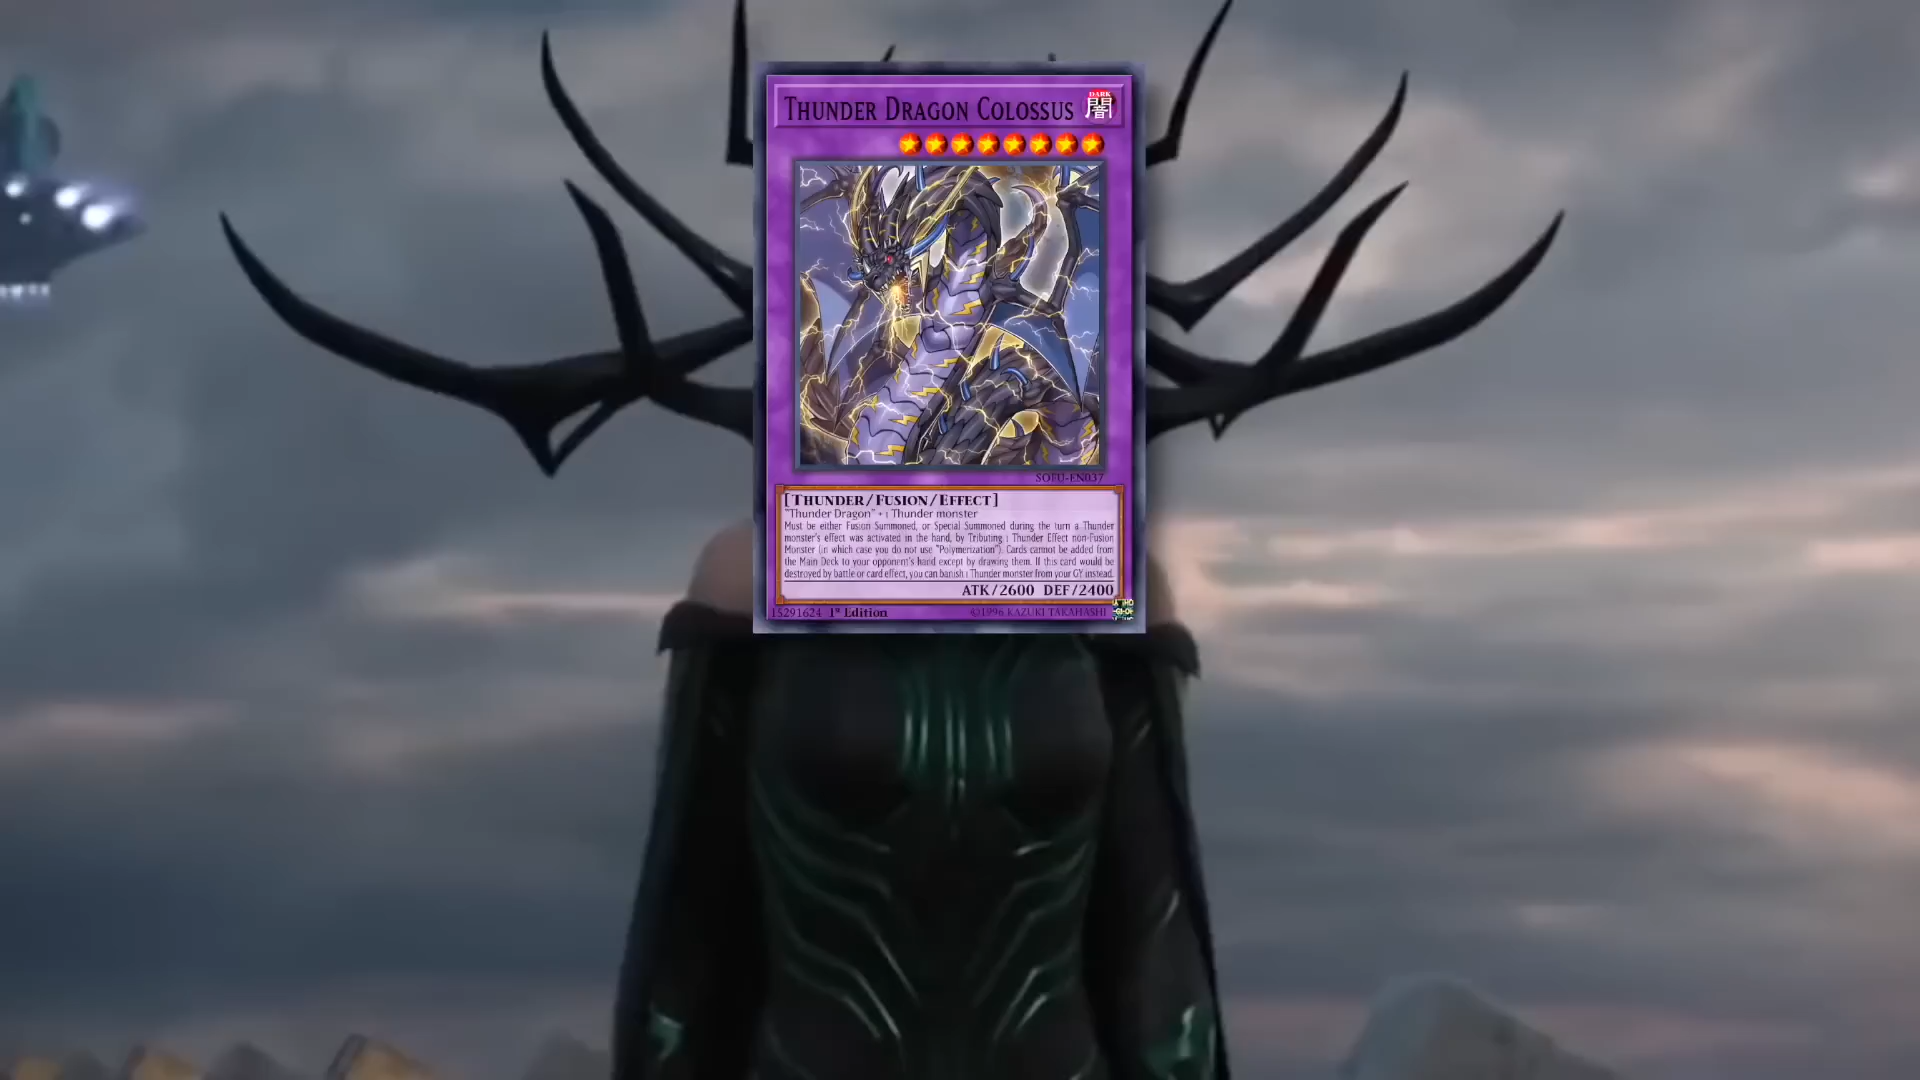 THUNDER DRAGON COLOSSUS
DARK
闇
SOFU-EN037
[THUNDER/FUSION/EFFECT]
"Thunder Dragon" + 1 Thunder monster
Must be either Fusion Summoned, or Special Summoned during the turn a Thunder
monster's effect was activated in the hand, by Tributing 1 Thunder Effect non-Fusion
Monster (in which case you do not use "Polymerization"). Cards cannot be added from
the Main Deck to your opponent's hand except by drawing them. If this card would be
destroyed by battle or card effect, you can banish 1 Thunder monster from your GY instead.
ATK/2600 DEF/2400
15291624 1st Edition
©1996 KAZUKI TAKAHASHI